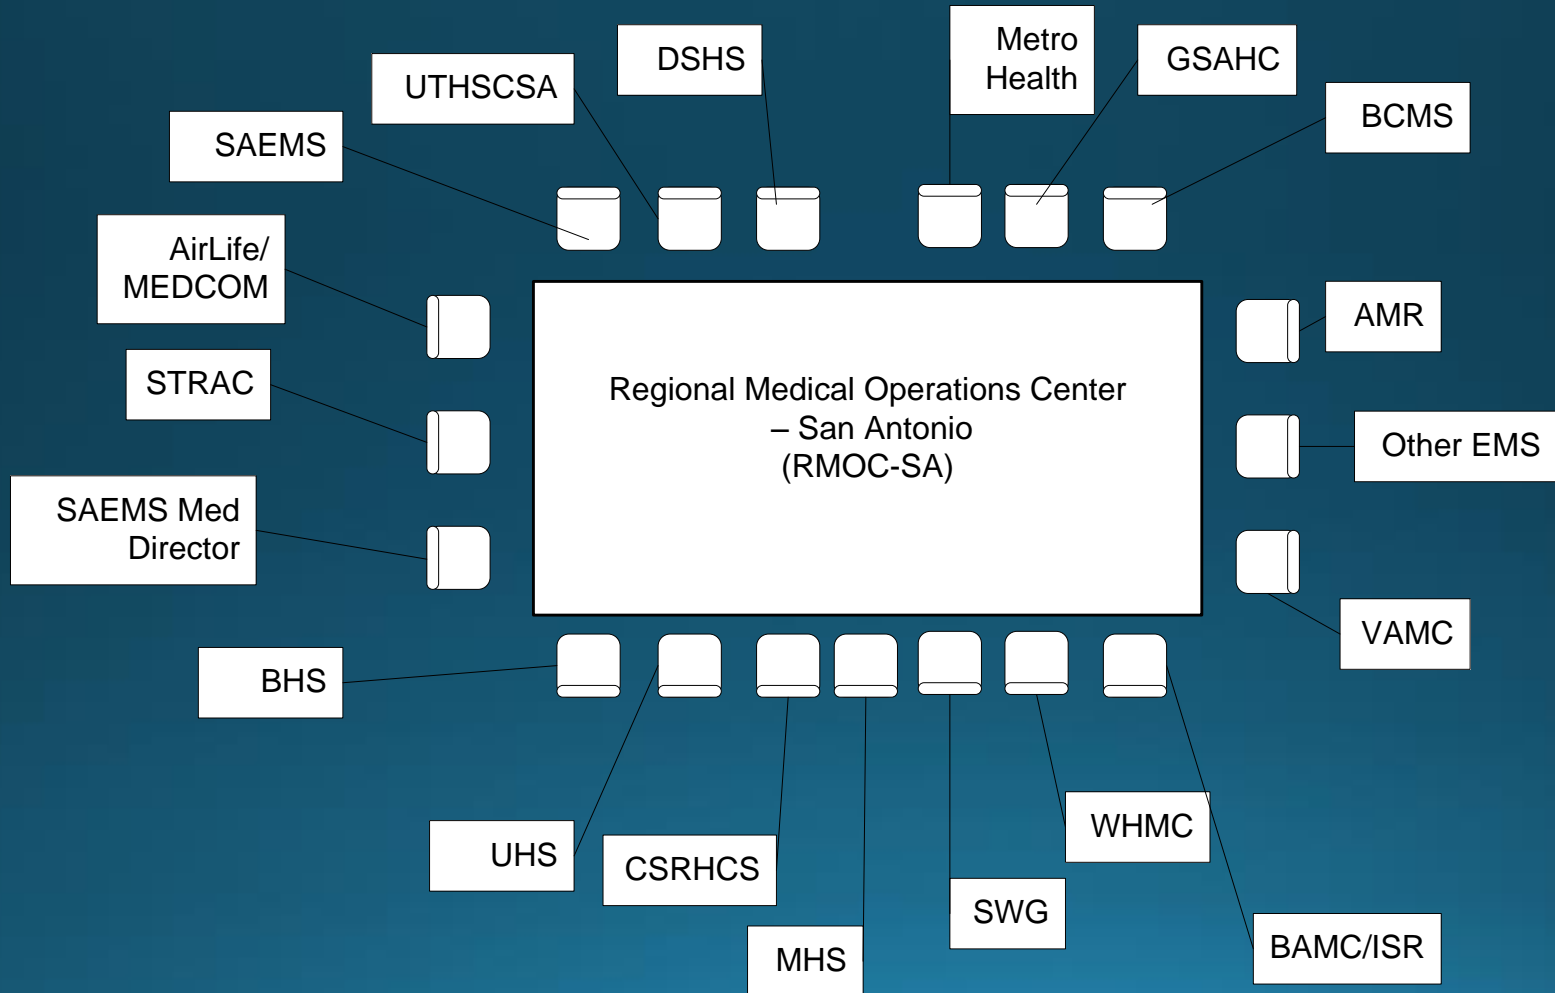 Metro
Health
DSHS
GSAHC
UTHSCSA
BCMS
SAEMS
AirLife/
MEDCOM
AMR
STRAC
Regional Medical Operations Center
– San Antonio
(RMOC-SA)
Other EMS
SAEMS Med
Director
VAMC
BHS
WHMC
UHS
CSRHCS
SWG
BAMC/ISR
MHS